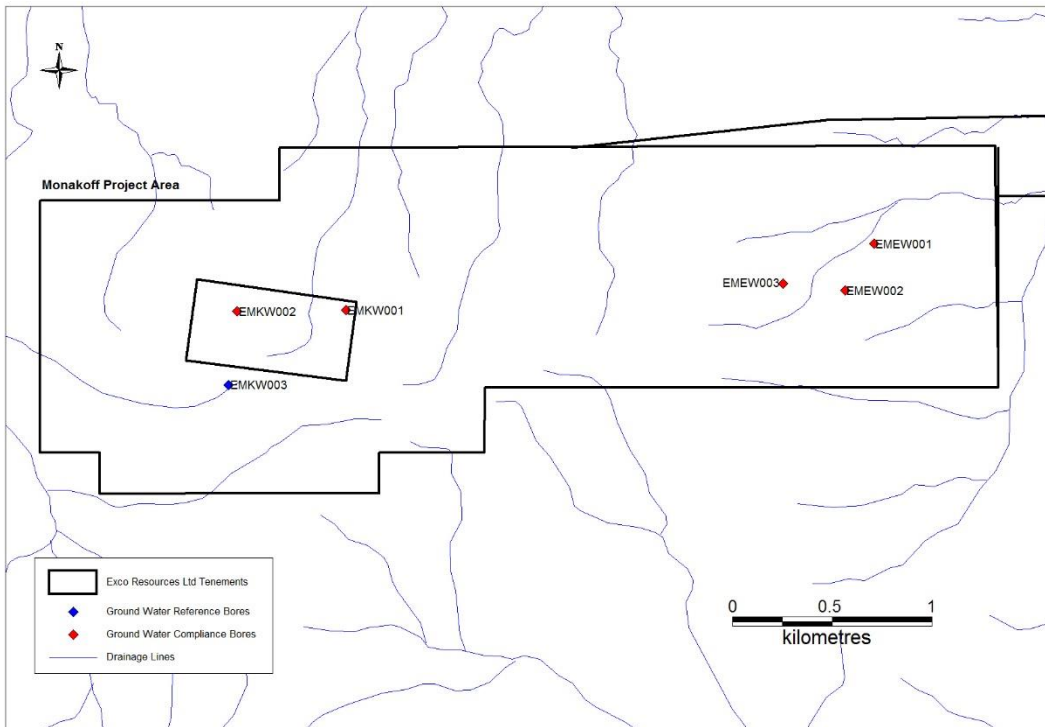 N
Monakoff Project Area
EMEW001
EMEW003
EMEW002
EMKW002
EMKW001
EMKW003
Exco Resources Ltd Tenements
Ground Water Reference Bores
Ground Water Compliance Bores
Drainage Lines
0 0.5 1
kilometres